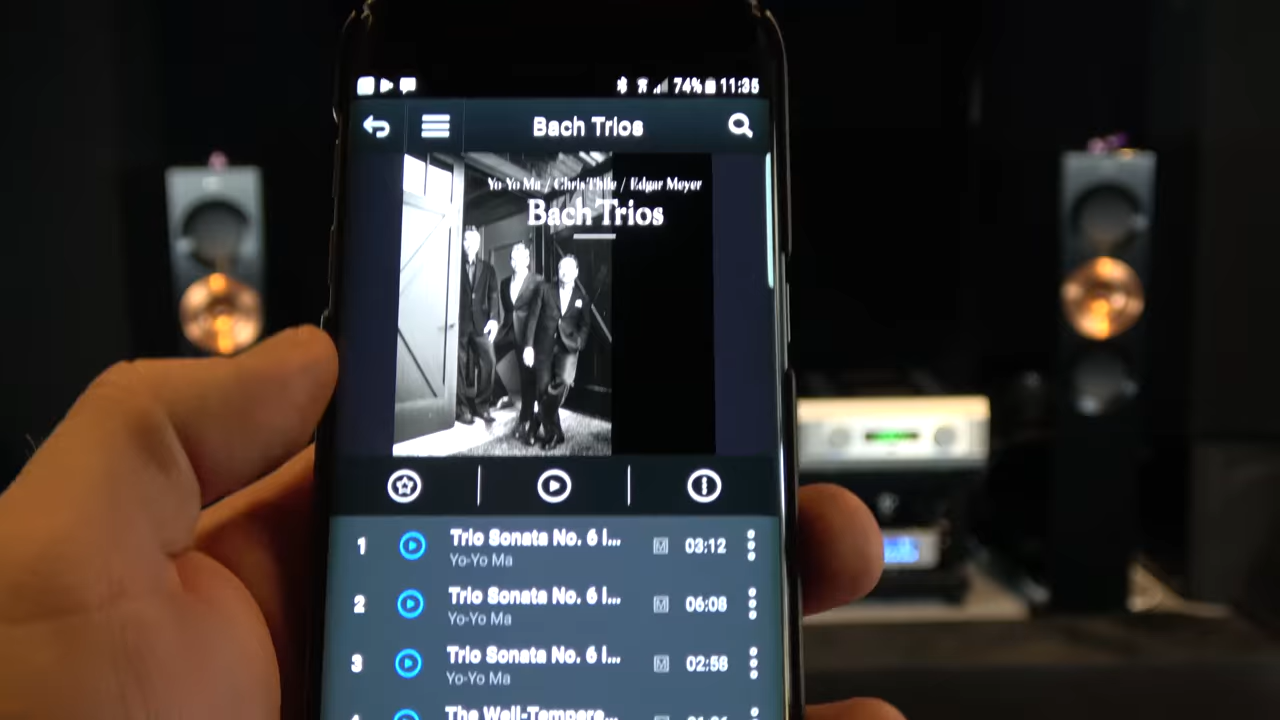 74% 11:35
Bach Trios
Yo-Yo Ma / Chris Thile / Edgar Meyer
Bach Trios
1 Trio Sonata No. 6 i... M 03:12
Yo-Yo Ma
2 Trio Sonata No. 6 i... M 06:08
Yo-Yo Ma
3 Trio Sonata No. 6 i... M 02:58
Yo-Yo Ma
The Well-Tempere...